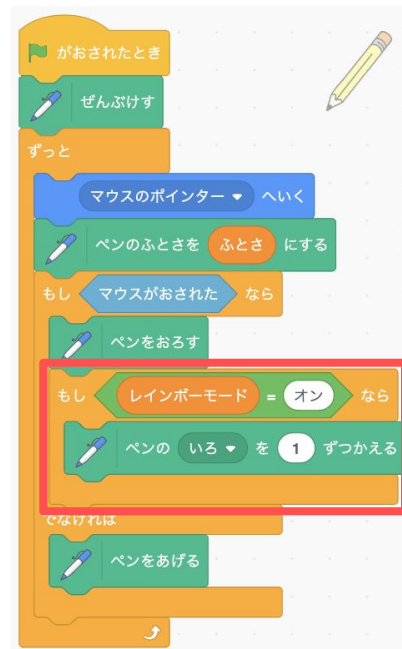 がおされたとき
ぜんぶけす
ずっと
マウスのポインター へいく
ペンのふとさを ふとさ にする
もし マウスがおされた なら
ペンをおろす
もし レインボーモード = オン なら
ペンの いろ を 1 ずつかえる
でなければ
ペンをあげる